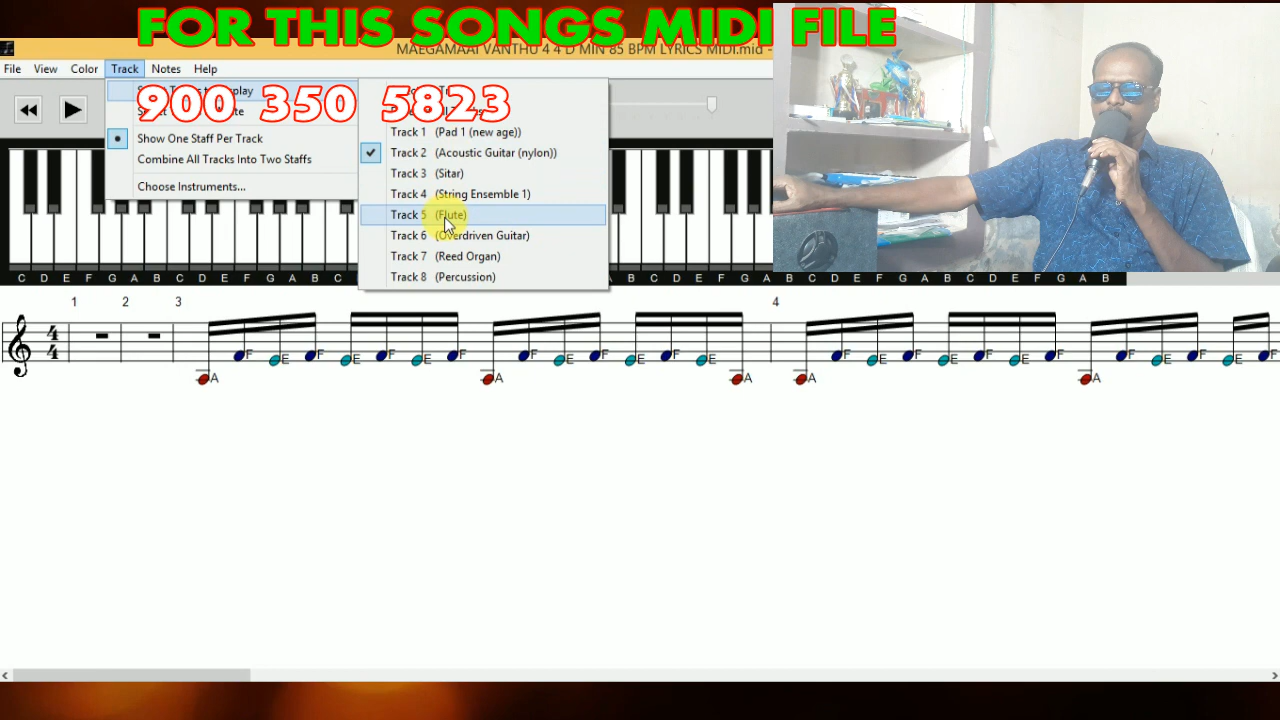 FOR THIS SONGS MIDI FILE
MAEGAMAAI VANTHU 4 4 D MIN 85 BPM LYRICS MIDI.mid -
File View Color Track Notes Help
900 350 5823
Show One Staff Per Track
Combine All Tracks Into Two Staffs
Choose Instruments...
Track 1 (Pad 1 (new age))
Track 2 (Acoustic Guitar (nylon))
Track 3 (Sitar)
Track 4 (String Ensemble 1)
Track 5 (Flute)
Track 6 (Overdriven Guitar)
Track 7 (Reed Organ)
Track 8 (Percussion)
C D E F G A B C D E F G A B C D E F G A B C
B C D E F G A B C D E F G A B C D E F G A B
1 2 3 4
4
4
F E F E F E F F E E F E F E F E F E F F E E F
A A A A A